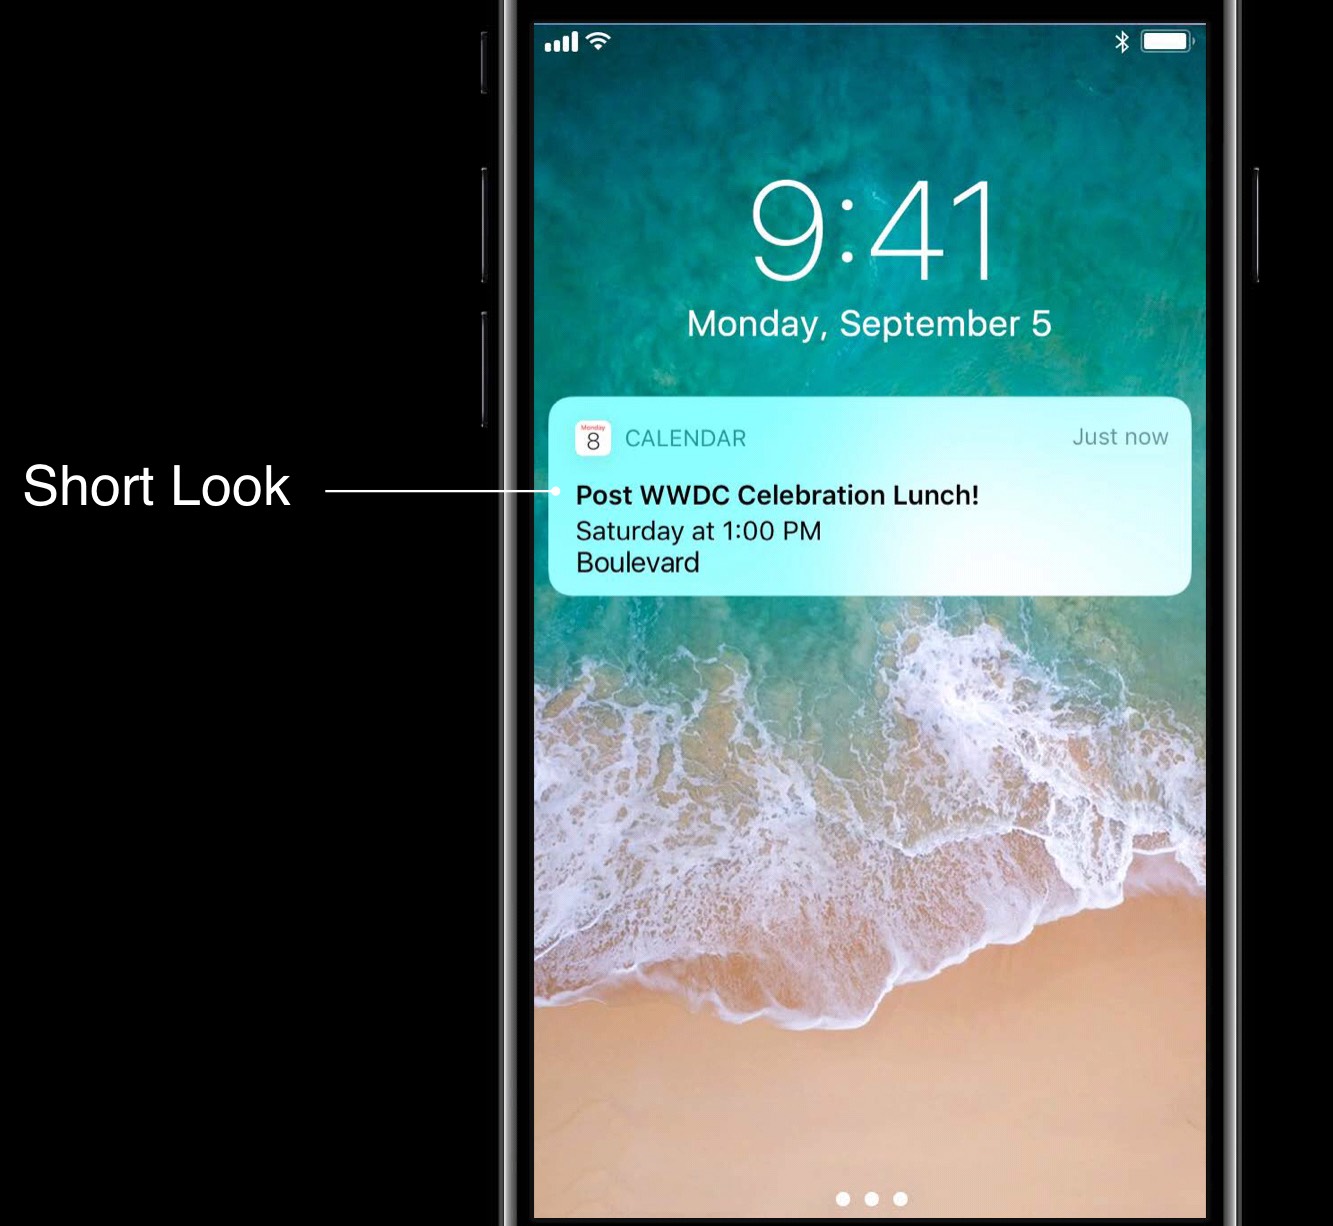 9:41
Monday, September 5
Monday
8
CALENDAR
Just now
Short Look
Post WWDC Celebration Lunch!
Saturday at 1:00 PM
Boulevard